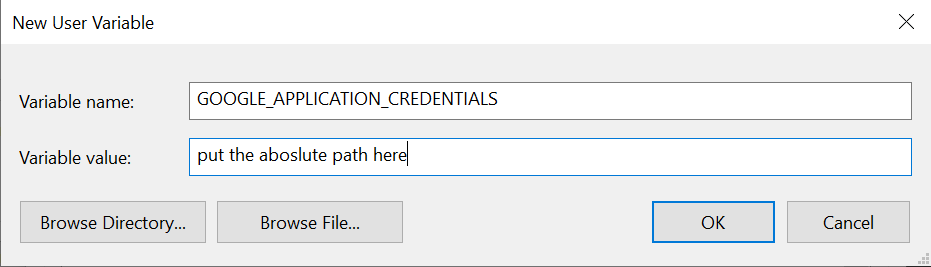 New User Variable
Variable name: GOOGLE_APPLICATION_CREDENTIALS
Variable value: put the aboslute path here
Browse Directory... Browse File... OK Cancel